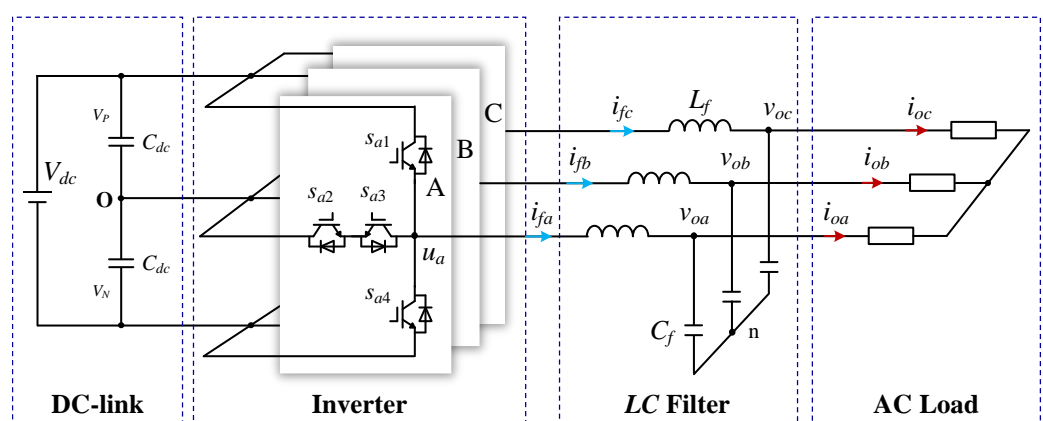 V_P
C_dc
V_dc
O
C_dc
V_N
DC-link
s_a1
s_a2
s_a3
u_a
s_a4
A
B
C
Inverter
i_fc
L_f
v_oc
i_fb
v_ob
i_fa
v_oa
C_f
n
LC Filter
i_oc
i_ob
i_oa
AC Load